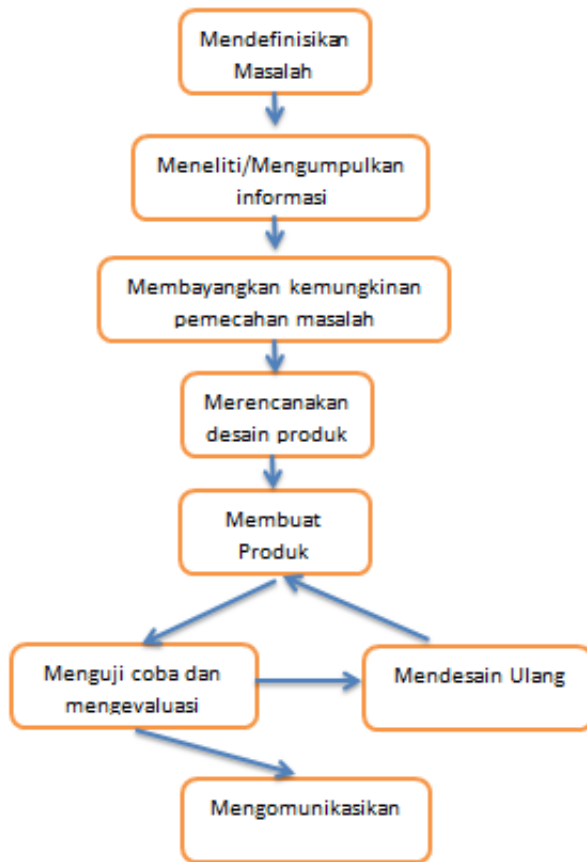 Mendefinisikan
Masalah
Meneliti/Mengumpulkan
informasi
Membayangkan kemungkinan
pemecahan masalah
Merencanakan
desain produk
Membuat
Produk
Menguji coba dan
mengevaluasi
Mendesain Ulang
Mengomunikasikan